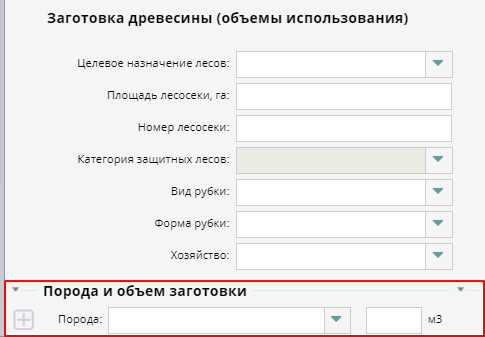 Заготовка древесины (объемы использования)
Целевое назначение лесов:
Площадь лесосеки, га:
Номер лесосеки:
Категория защитных лесов:
Вид рубки:
Форма рубки:
Хозяйство:
Порода и объем заготовки
Порода: м3